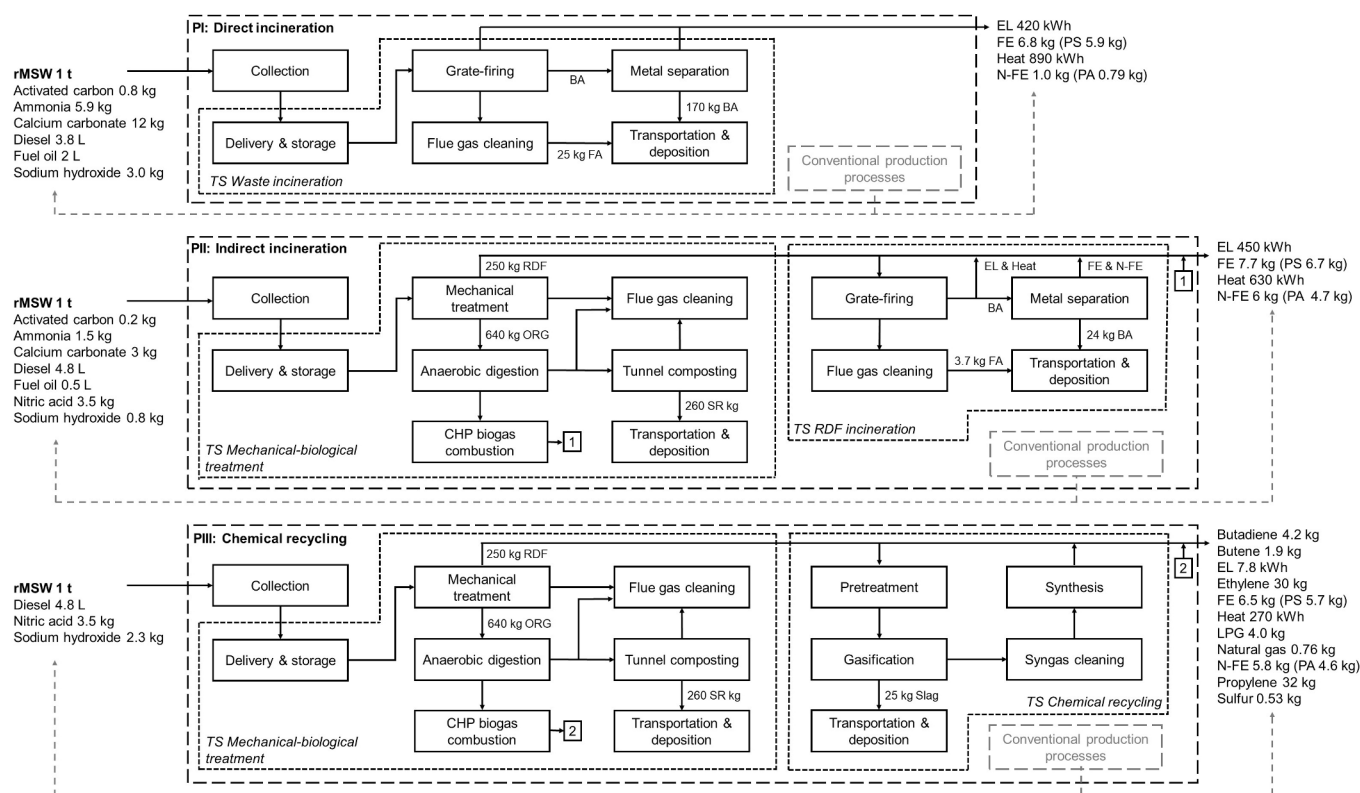 PI: Direct incineration
rMSW 1 t
Activated carbon 0.8 kg
Ammonia 5.9 kg
Calcium carbonate 12 kg
Diesel 3.8 L
Fuel oil 2 L
Sodium hydroxide 3.0 kg
Collection
Delivery & storage
TS Waste incineration
Grate-firing
BA
Metal separation
170 kg BA
Flue gas cleaning
25 kg FA
Transportation &
deposition
Conventional production
processes
EL 420 kWh
FE 6.8 kg (PS 5.9 kg)
Heat 890 kWh
N-FE 1.0 kg (PA 0.79 kg)
PII: Indirect incineration
rMSW 1 t
Activated carbon 0.2 kg
Ammonia 1.5 kg
Calcium carbonate 3 kg
Diesel 4.8 L
Fuel oil 0.5 L
Nitric acid 3.5 kg
Sodium hydroxide 0.8 kg
Collection
Delivery & storage
TS Mechanical-biological
treatment
250 kg RDF
Mechanical
treatment
640 kg ORG
Anaerobic digestion
CHP biogas
combustion
1
Flue gas cleaning
Tunnel composting
260 SR kg
Transportation &
deposition
Grate-firing
EL & Heat
BA
FE & N-FE
Metal separation
24 kg BA
Flue gas cleaning
3.7 kg FA
Transportation &
deposition
TS RDF incineration
Conventional production
processes
1
EL 450 kWh
FE 7.7 kg (PS 6.7 kg)
Heat 630 kWh
N-FE 6 kg (PA 4.7 kg)
PIII: Chemical recycling
rMSW 1 t
Diesel 4.8 L
Nitric acid 3.5 kg
Sodium hydroxide 2.3 kg
Collection
Delivery & storage
TS Mechanical-biological
treatment
250 kg RDF
Mechanical
treatment
640 kg ORG
Anaerobic digestion
CHP biogas
combustion
2
Flue gas cleaning
Tunnel composting
260 SR kg
Transportation &
deposition
Pretreatment
Gasification
25 kg Slag
Transportation &
deposition
Synthesis
Syngas cleaning
TS Chemical recycling
Conventional production
processes
2
Butadiene 4.2 kg
Butene 1.9 kg
EL 7.8 kWh
Ethylene 30 kg
FE 6.5 kg (PS 5.7 kg)
Heat 270 kWh
LPG 4.0 kg
Natural gas 0.76 kg
N-FE 5.8 kg (PA 4.6 kg)
Propylene 32 kg
Sulfur 0.53 kg